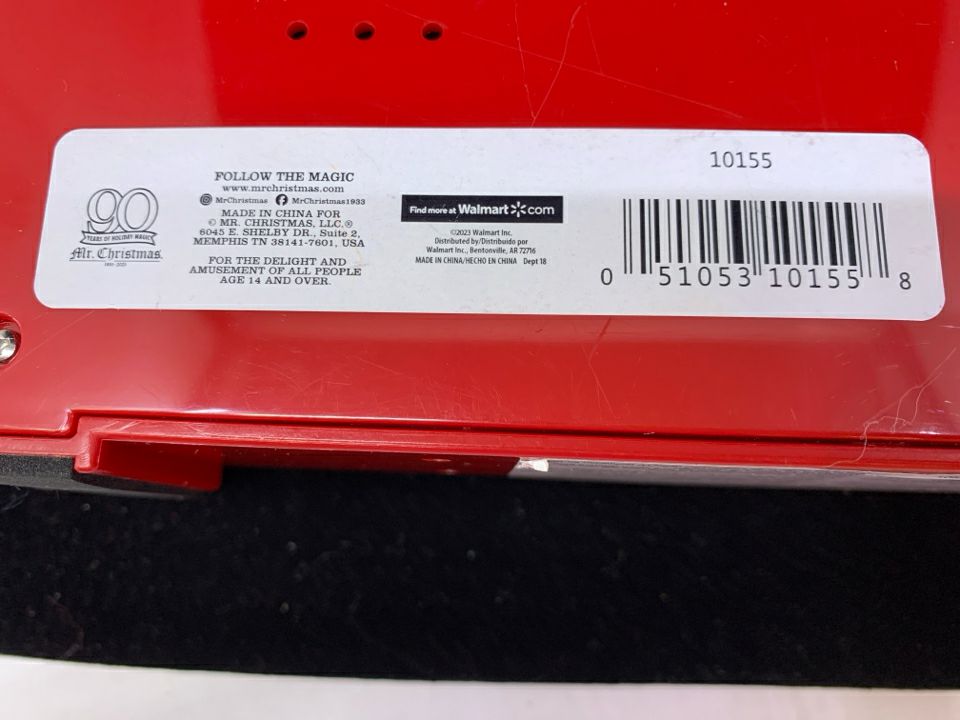 90
YEARS OF HOLIDAY MAGIC
Mr. Christmas
1933-2023
FOLLOW THE MAGIC
www.mrchristmas.com
MrChristmas MrChristmas1933
MADE IN CHINA FOR
© MR. CHRISTMAS, LLC.®
6045 E. SHELBY DR., Suite 2,
MEMPHIS TN 38141-7601, USA
FOR THE DELIGHT AND
AMUSEMENT OF ALL PEOPLE
AGE 14 AND OVER.
Find more at Walmart.com
©2023 Walmart Inc.
Distributed by/Distribuido por
Walmart Inc., Bentonville, AR 72716
MADE IN CHINA/HECHO EN CHINA Dept 18
10155
0 51053 10155 8